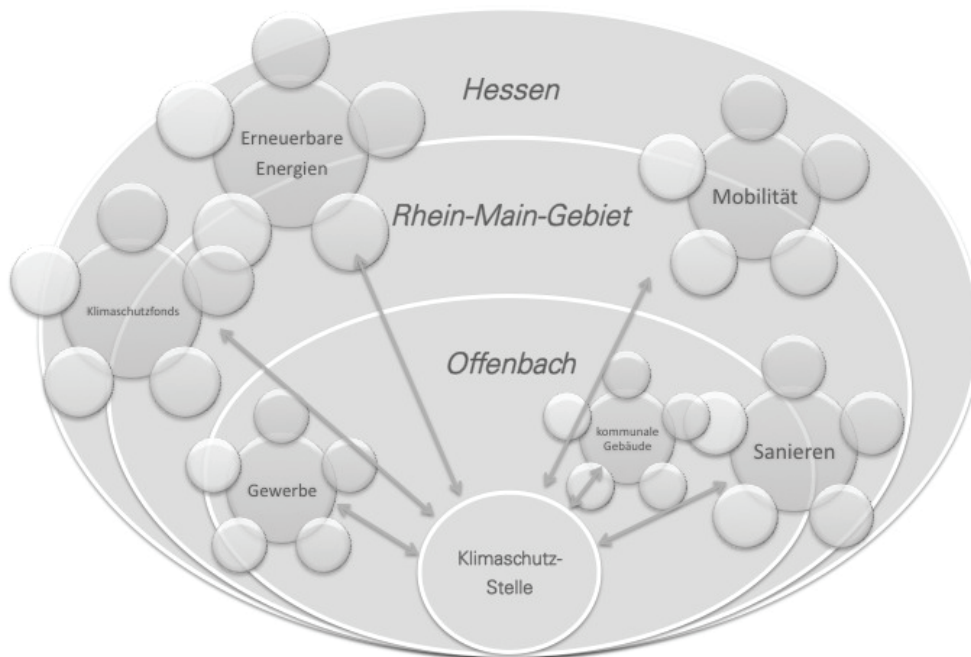 Hessen
Erneuerbare
Energien
Mobilität
Rhein-Main-Gebiet
Klimaschutzfonds
Offenbach
kommunale
Gebäude
Sanieren
Gewerbe
Klimaschutz-
Stelle